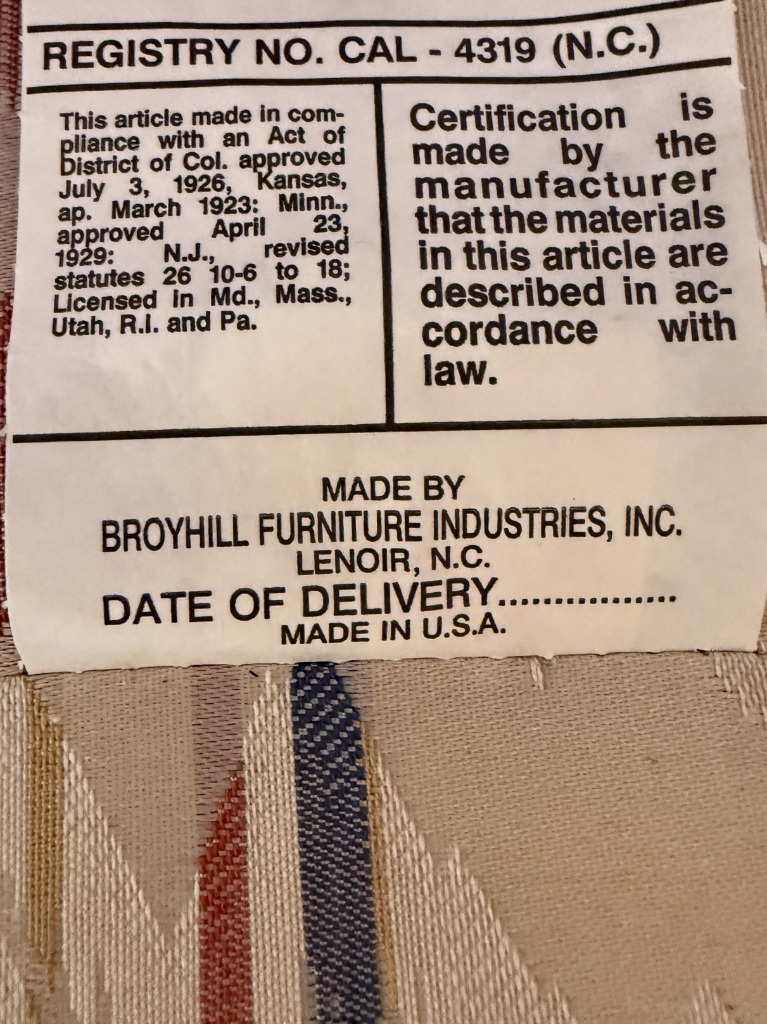 REGISTRY NO. CAL - 4319 (N.C.)
This article made in com-
pliance with an Act of
District of Col. approved
July 3, 1926, Kansas,
ap. March 1923: Minn.,
approved April 23,
1929: N.J., revised
statutes 26 10-6 to 18;
Licensed in Md., Mass.,
Utah, R.I. and Pa.
Certification is
made by the
manufacturer
that the materials
in this article are
described in ac-
cordance with
law.
MADE BY
BROYHILL FURNITURE INDUSTRIES, INC.
LENOIR, N.C.
DATE OF DELIVERY................
MADE IN U.S.A.